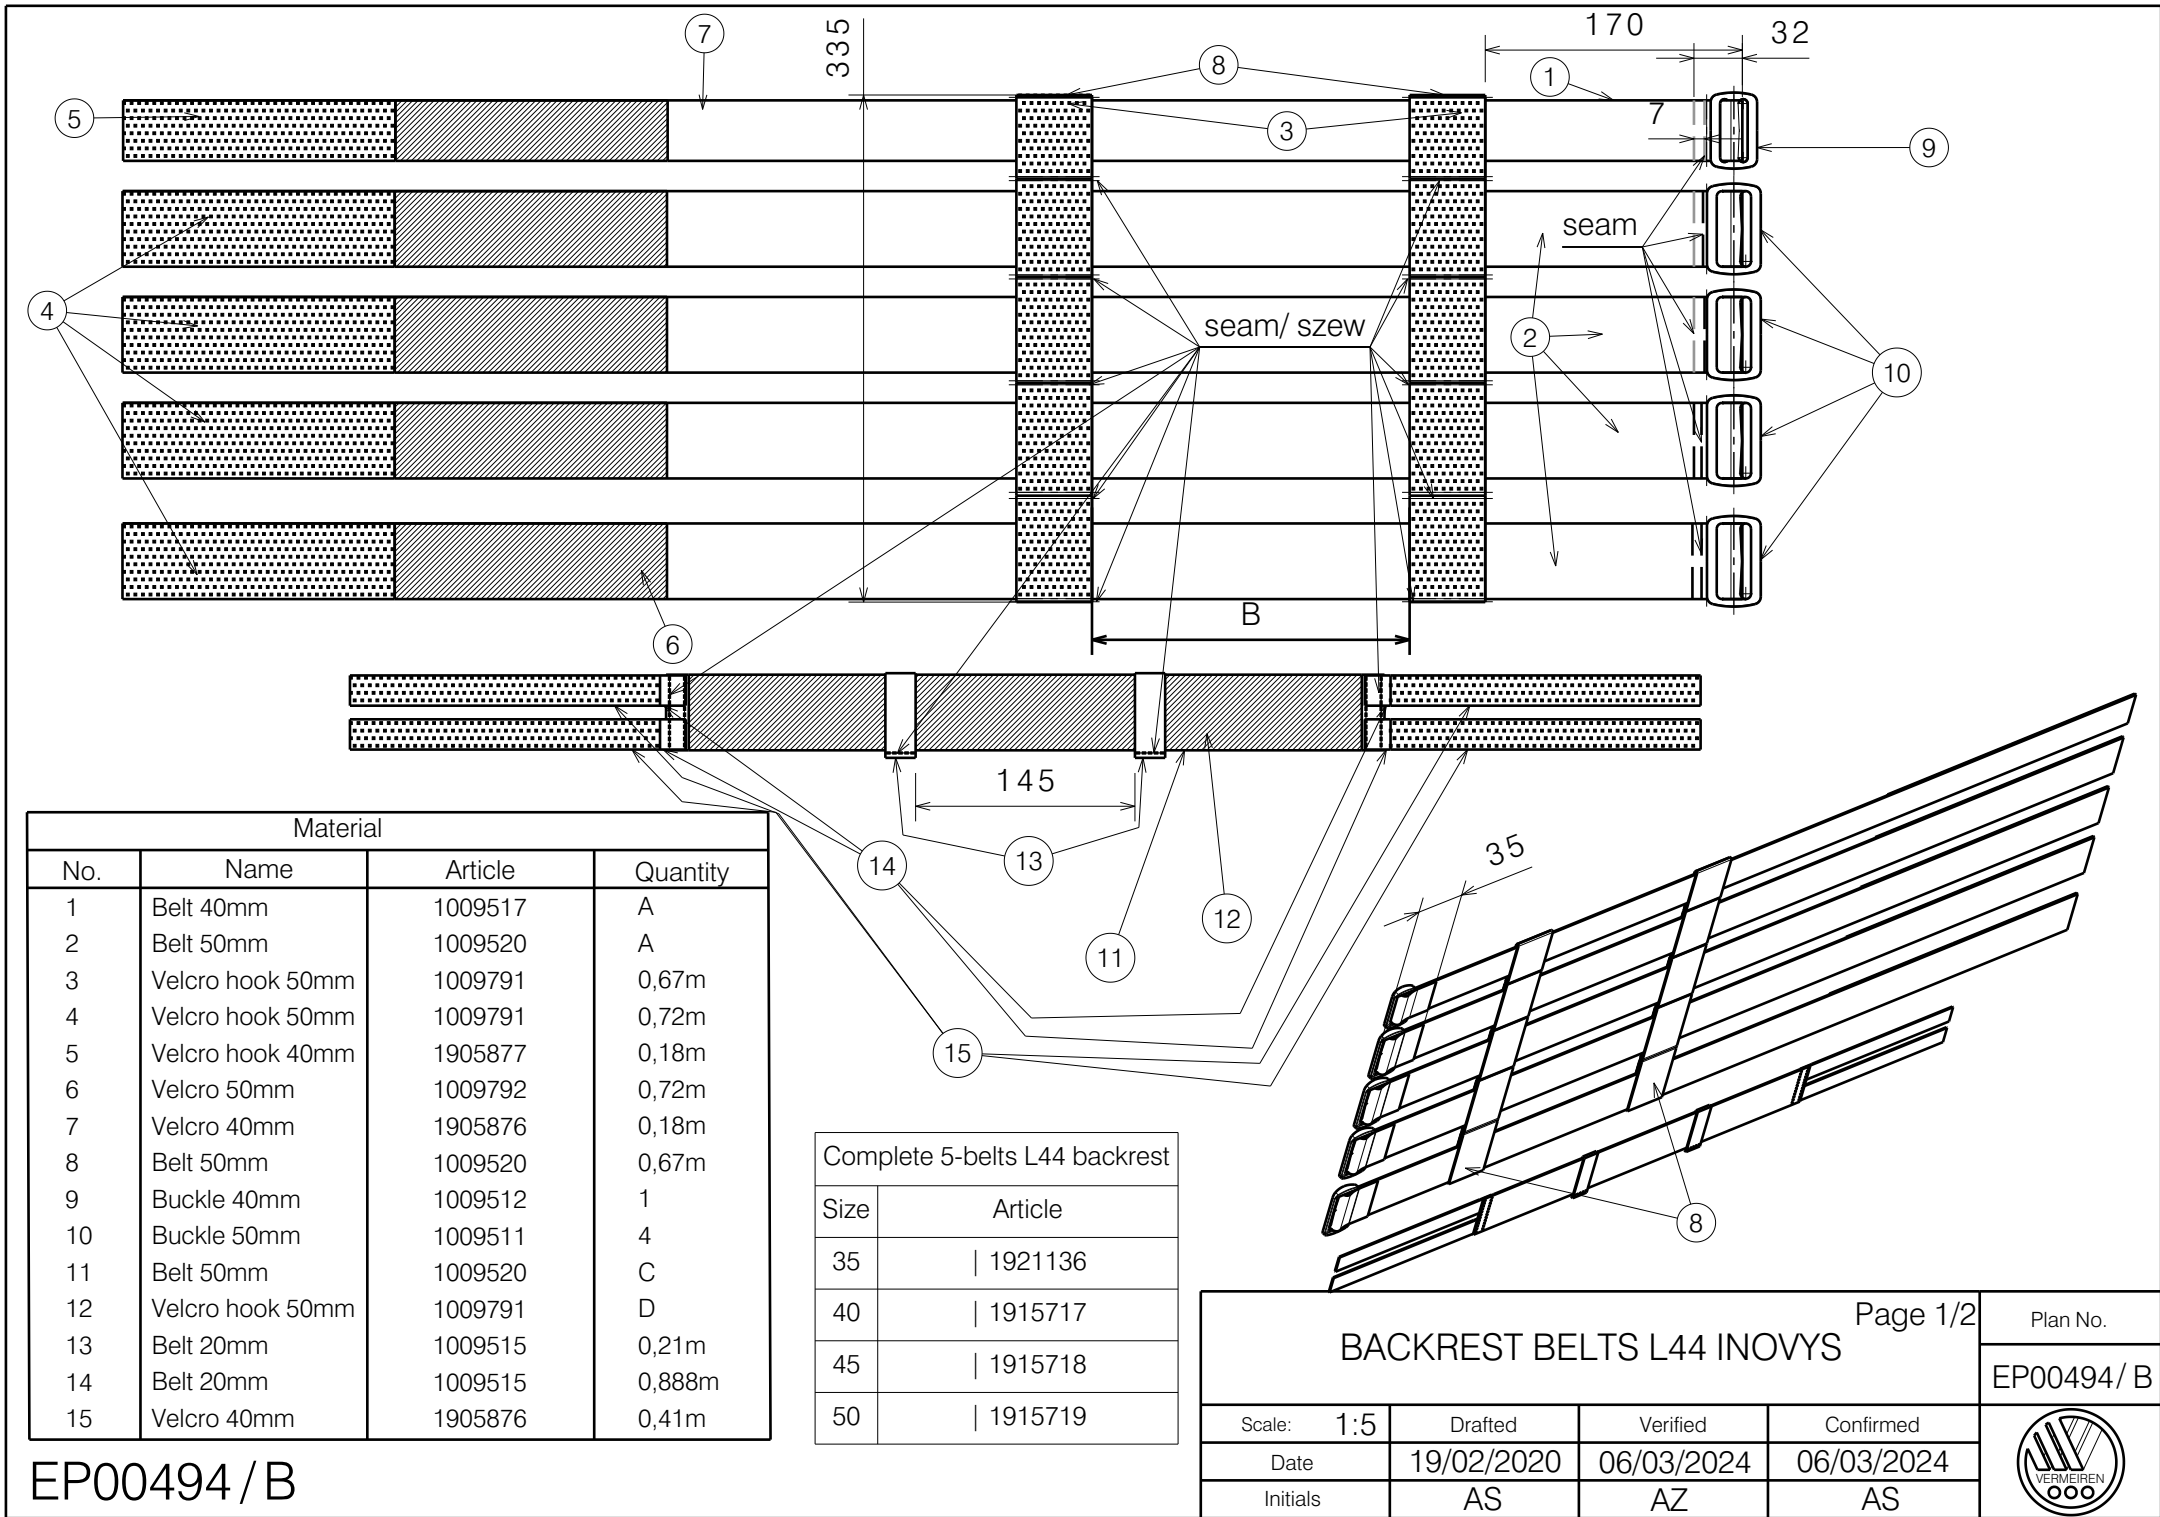 335
7
8
170
32
1
5
3
7
9
seam
4
seam/ szew
2
10
B
6
145
14
13
12
11
15
35
8
Material
No. Name Article Quantity
1 Belt 40mm 1009517 A
2 Belt 50mm 1009520 A
3 Velcro hook 50mm 1009791 0,67m
4 Velcro hook 50mm 1009791 0,72m
5 Velcro hook 40mm 1905877 0,18m
6 Velcro 50mm 1009792 0,72m
7 Velcro 40mm 1905876 0,18m
8 Belt 50mm 1009520 0,67m
9 Buckle 40mm 1009512 1
10 Buckle 50mm 1009511 4
11 Belt 50mm 1009520 C
12 Velcro hook 50mm 1009791 D
13 Belt 20mm 1009515 0,21m
14 Belt 20mm 1009515 0,888m
15 Velcro 40mm 1905876 0,41m
EP00494/B
Complete 5-belts L44 backrest
Size Article
35 | 1921136
40 | 1915717
45 | 1915718
50 | 1915719
Page 1/2
BACKREST BELTS L44 INOVYS
Plan No.
EP00494/B
Scale: 1:5 Drafted Verified Confirmed
Date 19/02/2020 06/03/2024 06/03/2024
Initials AS AZ AS
VERMEIREN